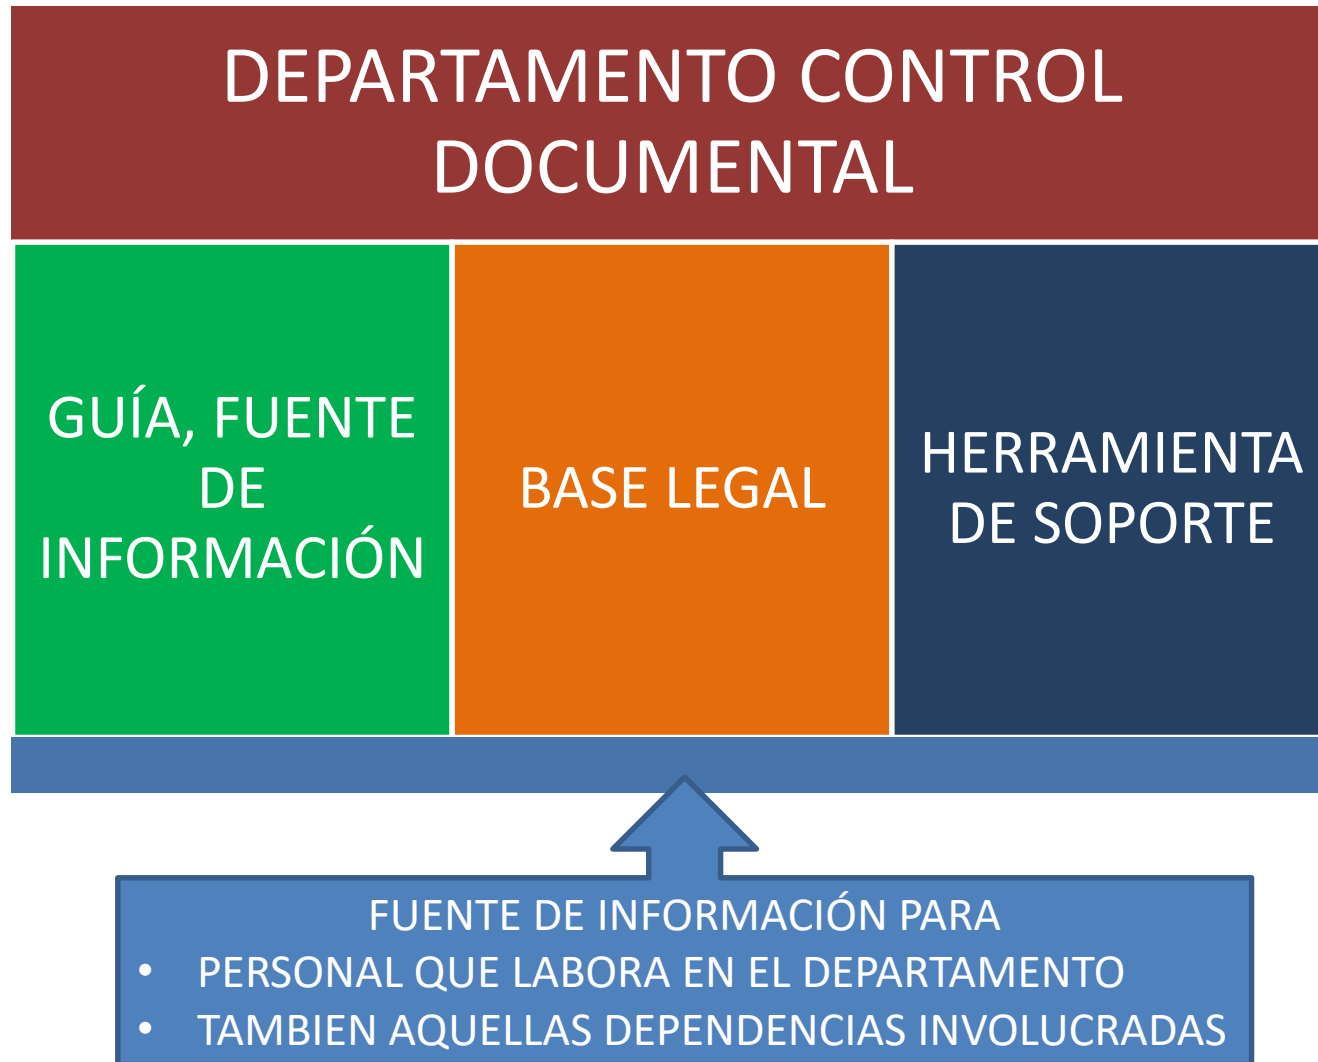 DEPARTAMENTO CONTROL
DOCUMENTAL
GUÍA, FUENTE
DE
INFORMACIÓN
BASE LEGAL
HERRAMIENTA
DE SOPORTE
FUENTE DE INFORMACIÓN PARA
• PERSONAL QUE LABORA EN EL DEPARTAMENTO
• TAMBIEN AQUELLAS DEPENDENCIAS INVOLUCRADAS